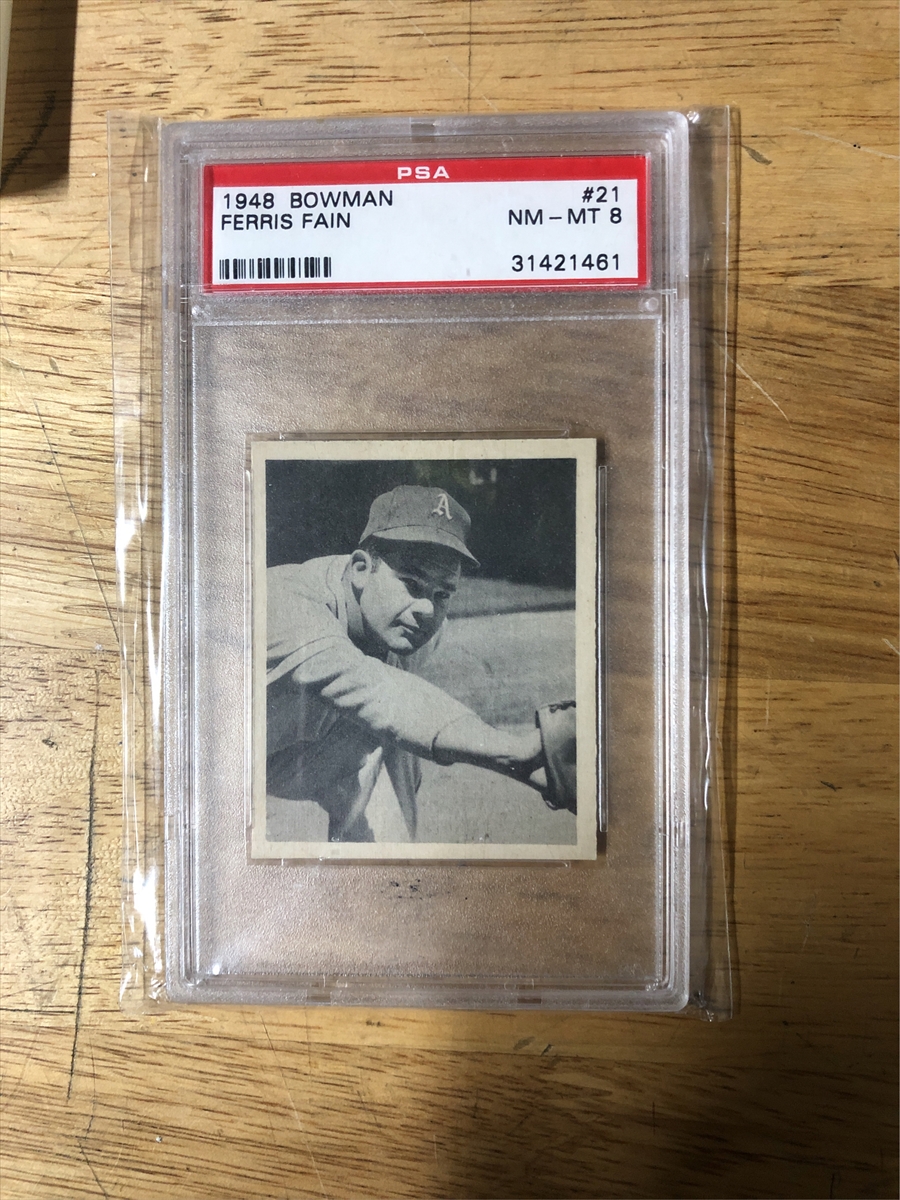 PSA
1948 BOWMAN #21
FERRIS FAIN NM-MT 8
31421461
A